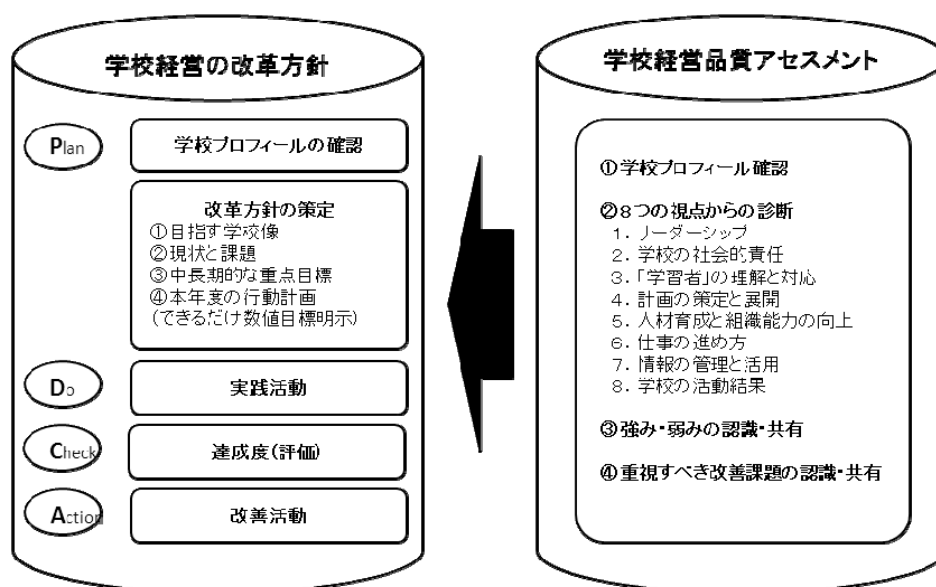 学校経営の改革方針
Plan
学校プロフィールの確認
改革方針の策定
①目指す学校像
②現状と課題
③中長期的な重点目標
④本年度の行動計画
(できるだけ数値目標明示)
Do
実践活動
Check
達成度(評価)
Action
改善活動
学校経営品質アセスメント
①学校プロフィール確認
②8つの視点からの診断
1. リーダーシップ
2. 学校の社会的責任
3. 「学習者」の理解と対応
4. 計画の策定と展開
5. 人材育成と組織能力の向上
6. 仕事の進め方
7. 情報の管理と活用
8. 学校の活動結果
③強み・弱みの認識・共有
④重視すべき改善課題の認識・共有